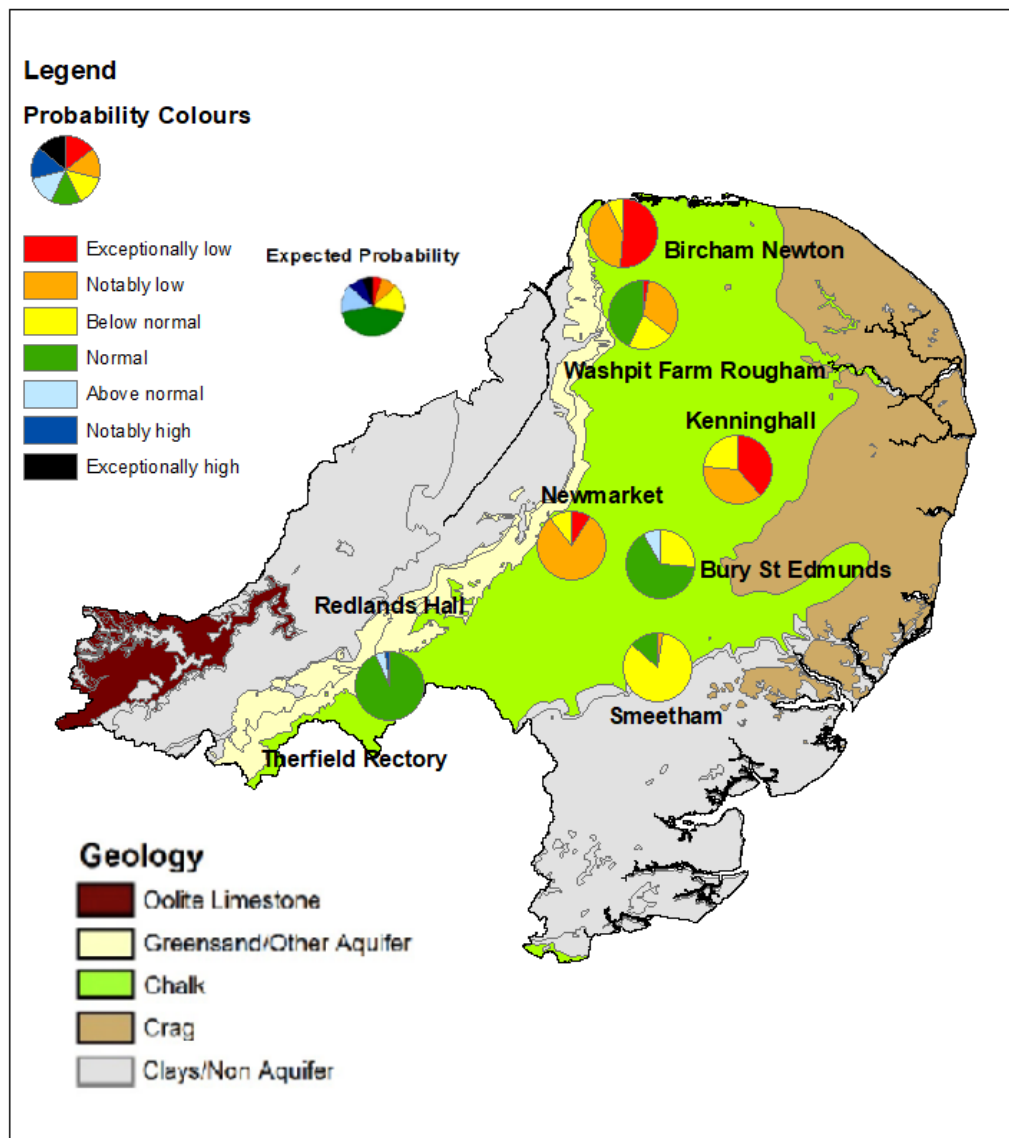 Legend
Probability Colours
Exceptionally low
Notably low
Below normal
Normal
Above normal
Notably high
Exceptionally high
Expected Probability
Bircham Newton
Washpit Farm Rougham
Kenninghall
Newmarket
Bury St Edmunds
Redlands Hall
Smeetham
Therfield Rectory
Geology
Oolite Limestone
Greensand/Other Aquifer
Chalk
Crag
Clays/Non Aquifer